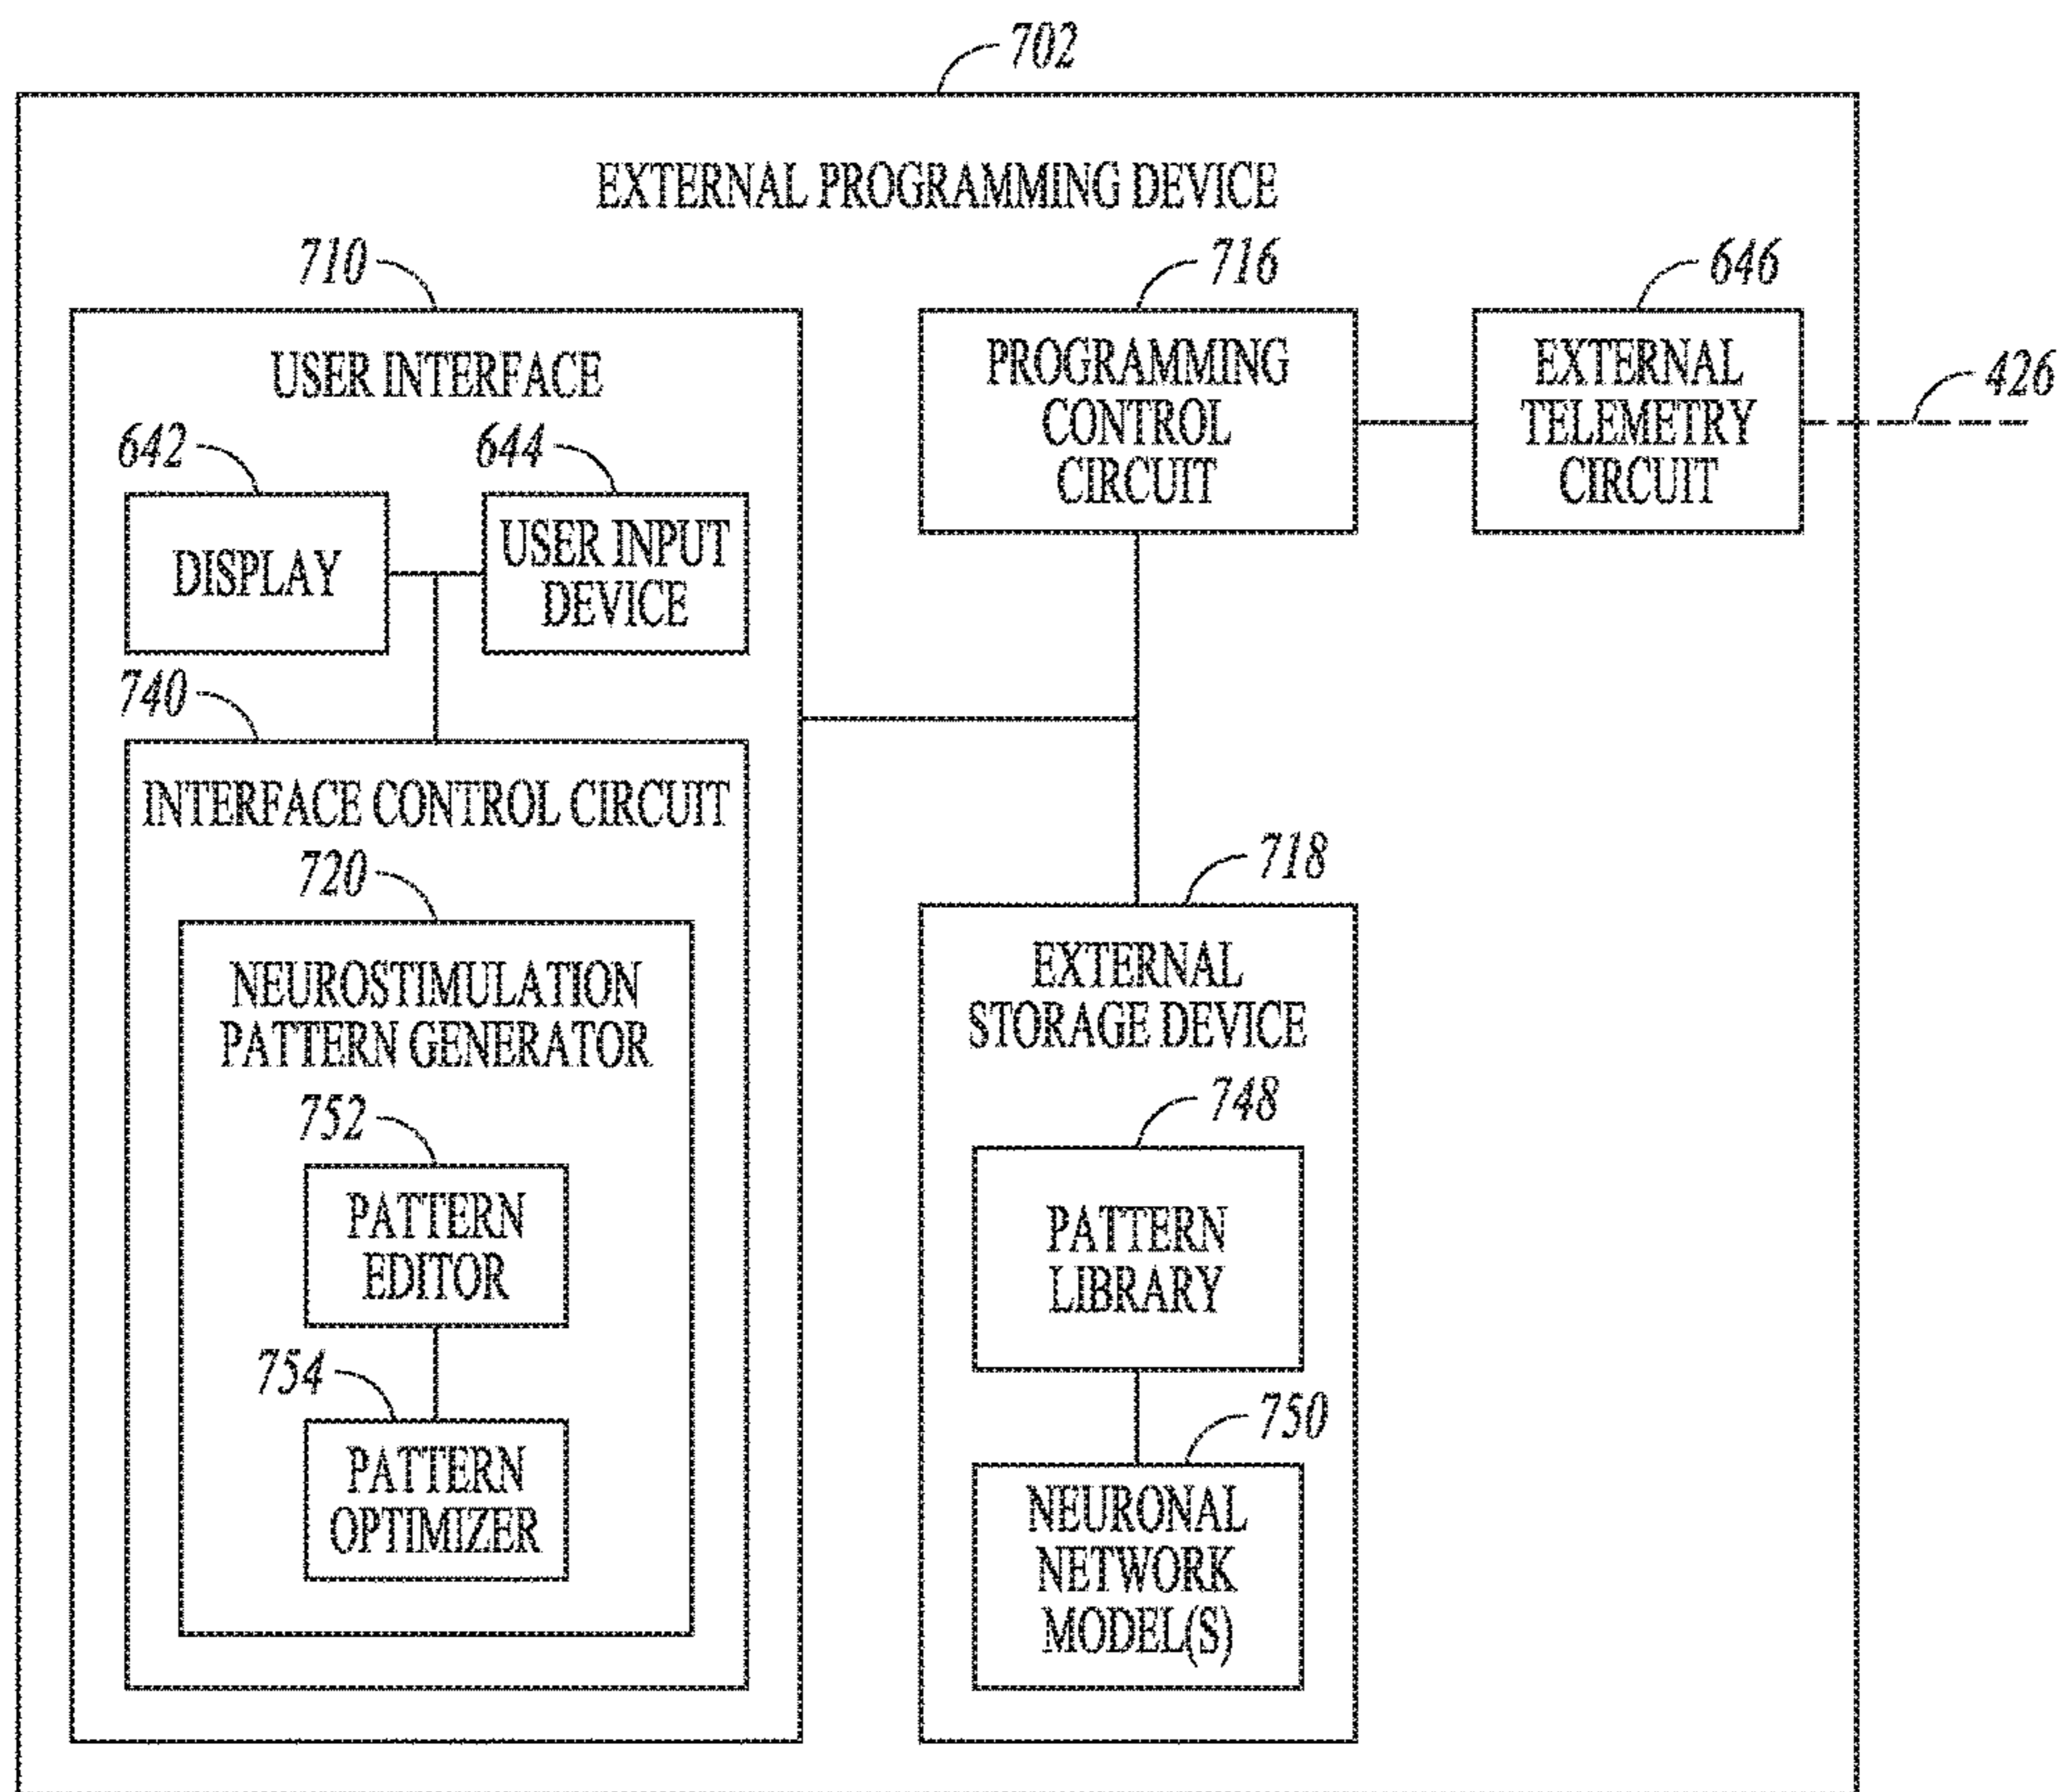 702
EXTERNAL PROGRAMMING DEVICE
710
USER INTERFACE
642
DISPLAY
644
USER INPUT
DEVICE
740
INTERFACE CONTROL CIRCUIT
720
NEUROSTIMULATION
PATTERN GENERATOR
752
PATTERN
EDITOR
754
PATTERN
OPTIMIZER
716
PROGRAMMING
CONTROL
CIRCUIT
646
EXTERNAL
TELEMETRY
CIRCUIT
426
718
EXTERNAL
STORAGE DEVICE
748
PATTERN
LIBRARY
750
NEURONAL
NETWORK
MODEL(S)